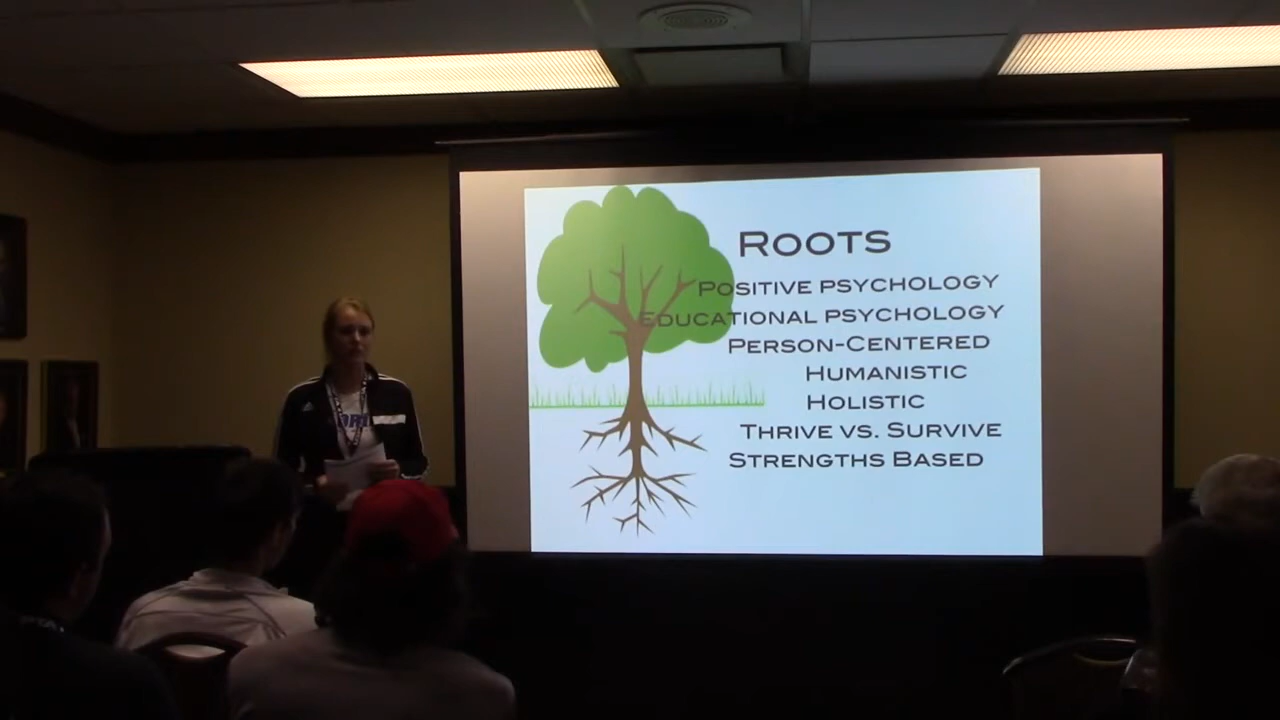 Roots
Positive psychology
Educational psychology
Person-Centered
Humanistic
Holistic
Thrive vs. Survive
Strengths Based